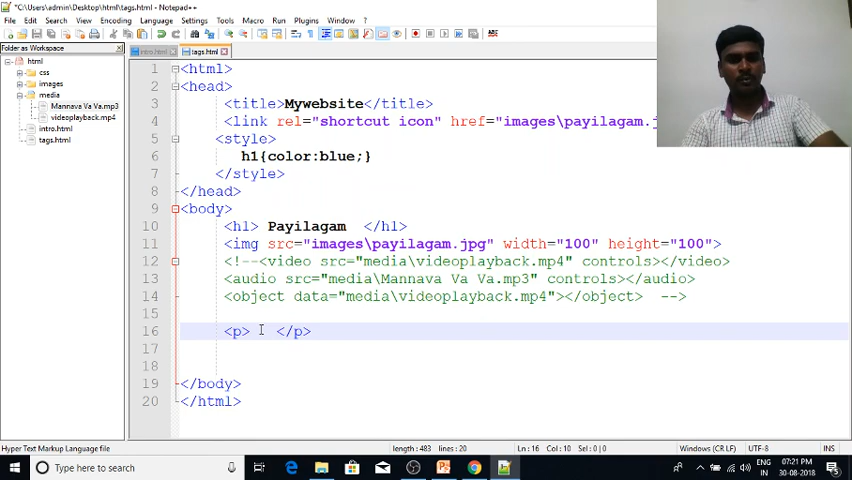 *C:\Users\admin\Desktop\html\tags.html - Notepad++
File Edit Search View Encoding Language Settings Tools Macro Run Plugins Window ?
Folder as Workspace
intro.html
tags.html
html
css
images
media
Mannava Va Va.mp3
videoplayback.mp4
intro.html
tags.html
1 <html>
2 <head>
3 <title>Mywebsite</title>
4 <link rel="shortcut icon" href="images\payilagam.j
5 <style>
6 h1{color:blue;}
7 </style>
8 </head>
9 <body>
10 <h1> Payilagam </h1>
11 <img src="images\payilagam.jpg" width="100" height="100">
12 <!--<video src="media\videoplayback.mp4" controls></video>
13 <audio src="media\Mannava Va Va.mp3" controls></audio>
14 <object data="media\videoplayback.mp4"></object> -->
15
16 <p> </p>
17
18
19 </body>
20 </html>
Hyper Text Markup Language file length : 483 lines : 20 Ln : 16 Col : 10 Sel : 0 | 0 Windows (CR LF) UTF-8 INS
Type here to search
ENG
IN
07:21 PM
30-08-2018